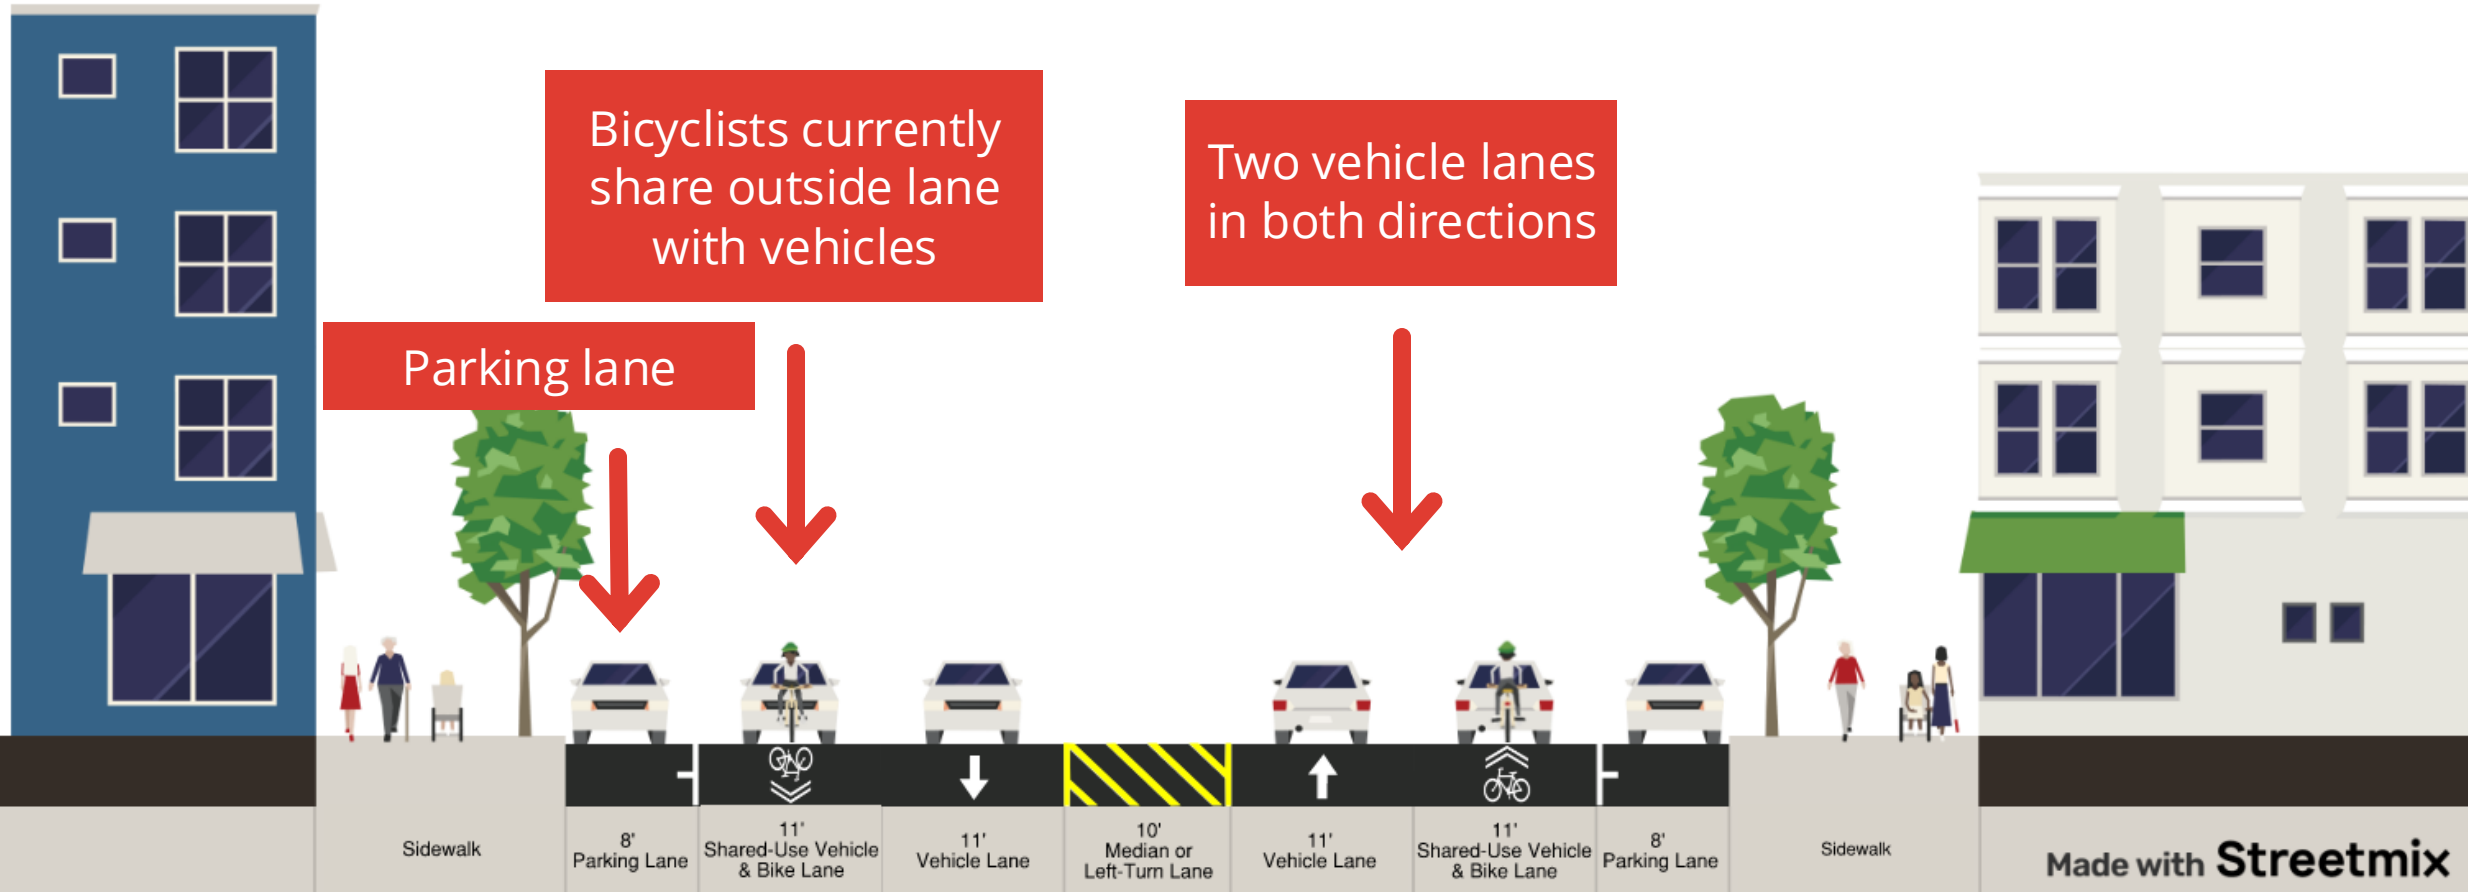 Bicyclists currently
share outside lane
with vehicles
Two vehicle lanes
in both directions
Parking lane
Sidewalk
8'
Parking Lane
11'
Shared-Use Vehicle
& Bike Lane
11'
Vehicle Lane
10'
Median or
Left-Turn Lane
11'
Vehicle Lane
11'
Shared-Use Vehicle
& Bike Lane
8'
Parking Lane
Sidewalk
Made with Streetmix